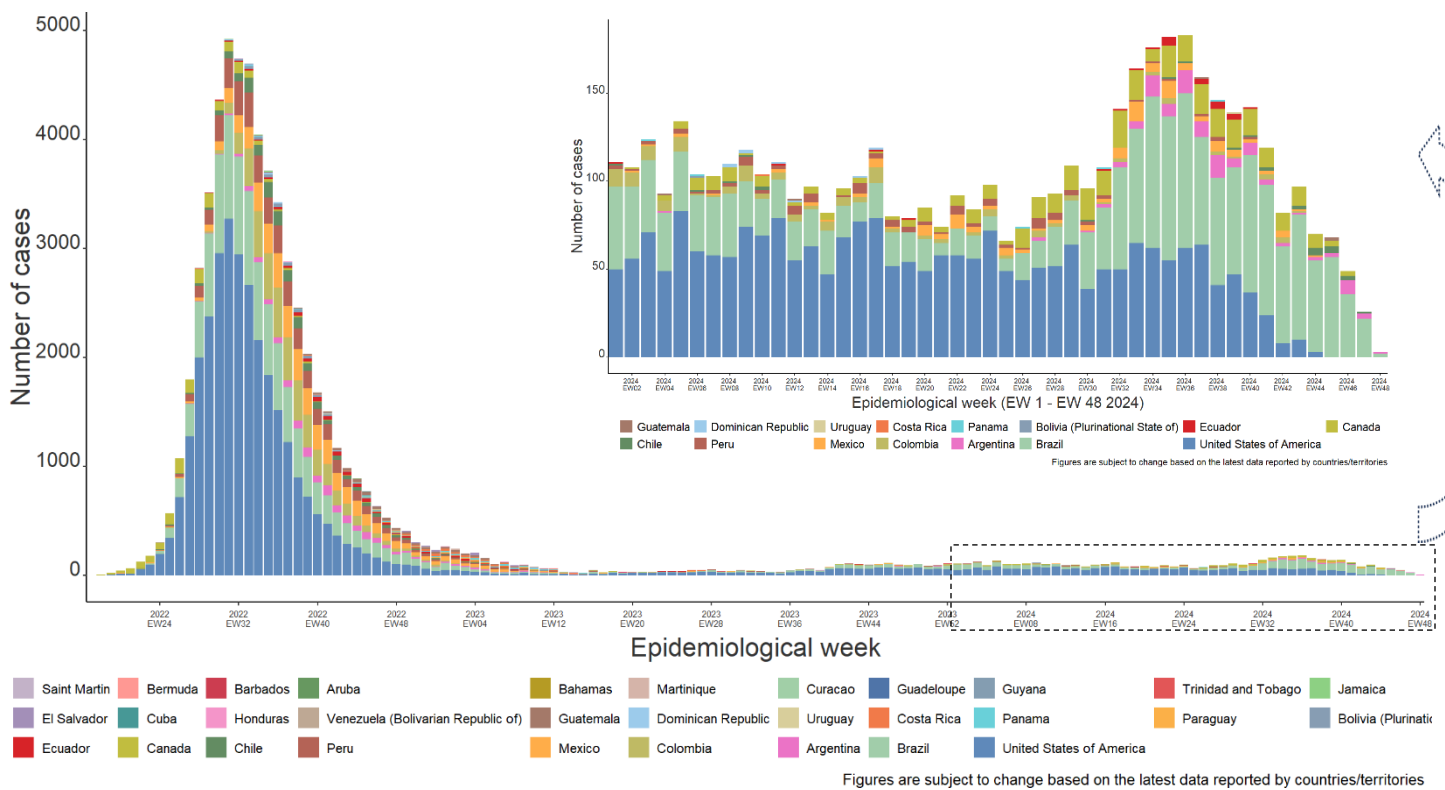 5000
4000
3000
2000
1000
0
Number of cases
150
100
50
0
Number of cases
2024 EW02
2024 EW04
2024 EW06
2024 EW08
2024 EW10
2024 EW12
2024 EW14
2024 EW16
2024 EW18
2024 EW20
2024 EW22
2024 EW24
2024 EW26
2024 EW28
2024 EW30
2024 EW32
2024 EW34
2024 EW36
2024 EW38
2024 EW40
2024 EW42
2024 EW44
2024 EW46
2024 EW48
Epidemiological week (EW 1 - EW 48 2024)
Guatemala Dominican Republic Uruguay Costa Rica Panama Bolivia (Plurinational State of) Ecuador Canada
Chile Peru Mexico Colombia Argentina Brazil United States of America
Figures are subject to change based on the latest data reported by countries/territories
2022 EW24
2022 EW32
2022 EW40
2022 EW48
2023 EW04
2023 EW12
2023 EW20
2023 EW28
2023 EW36
2023 EW44
2023 EW52
2024 EW08
2024 EW16
2024 EW24
2024 EW32
2024 EW40
2024 EW48
Epidemiological week
Saint Martin Bermuda Barbados Aruba Bahamas Martinique Curacao Guadeloupe Guyana Trinidad and Tobago Jamaica
El Salvador Cuba Honduras Venezuela (Bolivarian Republic of) Guatemala Dominican Republic Uruguay Costa Rica Panama Paraguay Bolivia (Plurinatio
Ecuador Canada Chile Peru Mexico Colombia Argentina Brazil United States of America
Figures are subject to change based on the latest data reported by countries/territories